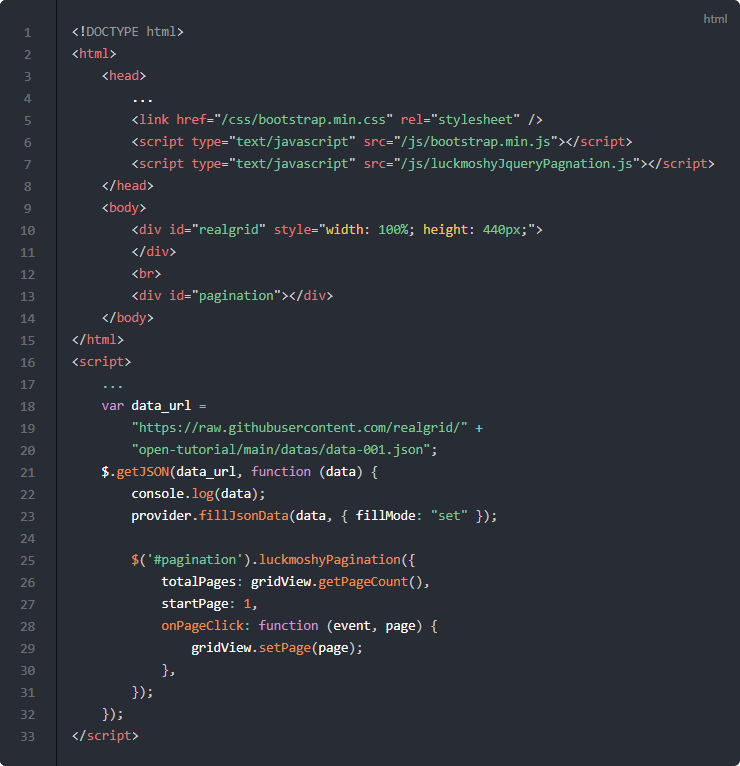 html
1 <!DOCTYPE html>
2 <html>
3     <head>
4         ...
5         <link href="/css/bootstrap.min.css" rel="stylesheet" />
6         <script type="text/javascript" src="/js/bootstrap.min.js"></script>
7         <script type="text/javascript" src="/js/luckmoshyJqueryPagnation.js"></script>
8     </head>
9     <body>
10         <div id="realgrid" style="width: 100%; height: 440px;">
11         </div>
12         <br>
13         <div id="pagination"></div>
14     </body>
15 </html>
16 <script>
17     ...
18     var data_url =
19         "https://raw.githubusercontent.com/realgrid/" +
20         "open-tutorial/main/datas/data-001.json";
21     $.getJSON(data_url, function (data) {
22         console.log(data);
23         provider.fillJsonData(data, { fillMode: "set" });
24
25         $('#pagination').luckmoshyPagination({
26             totalPages: gridView.getPageCount(),
27             startPage: 1,
28             onPageClick: function (event, page) {
29                 gridView.setPage(page);
30             },
31         });
32     });
33 </script>